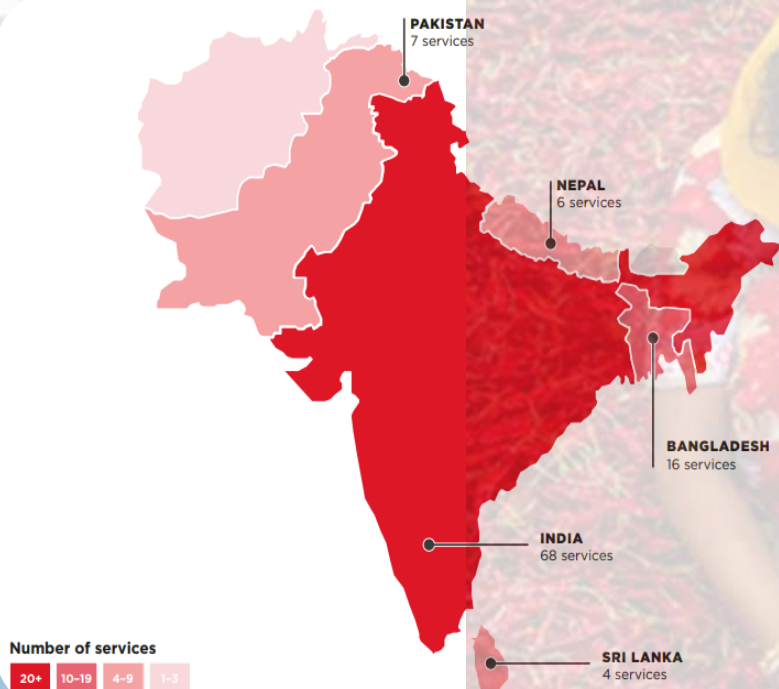 PAKISTAN
7 services
NEPAL
6 services
BANGLADESH
16 services
INDIA
68 services
SRI LANKA
4 services
Number of services
20+ 10-19 4-9 1-3